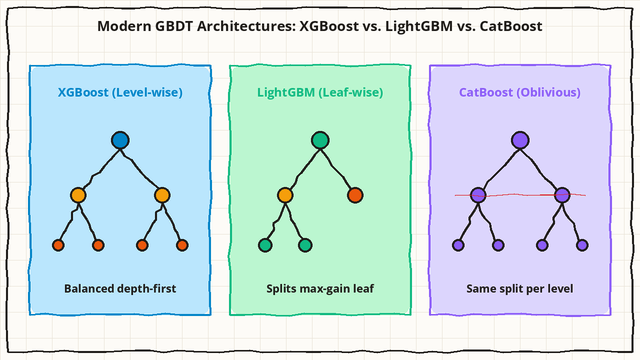 Modern GBDT Architectures: XGBoost vs. LightGBM vs. CatBoost
XGBoost (Level-wise)
LightGBM (Leaf-wise)
CatBoost (Oblivious)
Balanced depth-first
Splits max-gain leaf
Same split per level